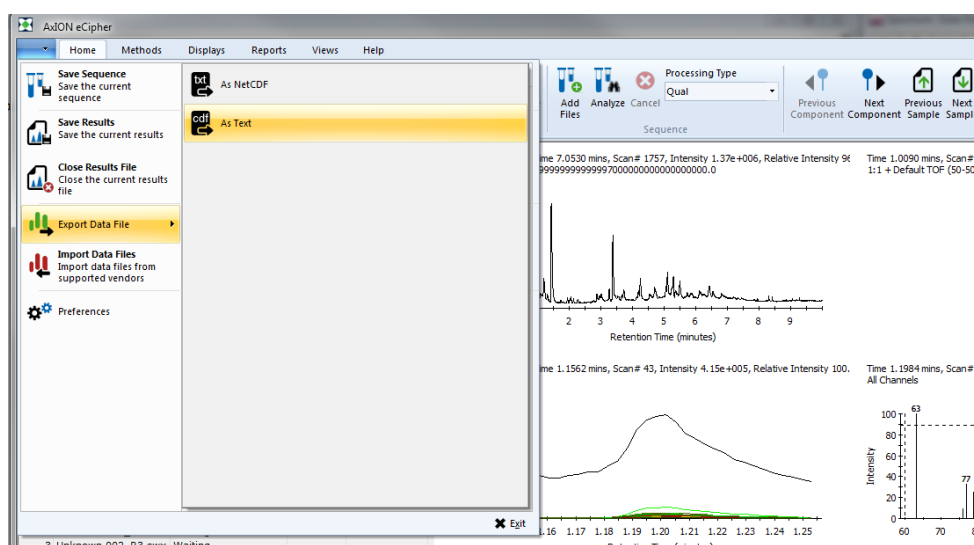 AxION eCipher
Home Methods Displays Reports Views Help
Save Sequence
Save the current
sequence
Save Results
Save the current results
Close Results File
Close the current results
file
Export Data File
Import Data Files
Import data files from
supported vendors
Preferences
txt
As NetCDF
cdf
As Text
Exit
Add
Files
Analyze
Cancel
Processing Type
Qual
Sequence
Previous
Component
Next
Component
Previous
Sample
Next
Sampl
me 7.0530 mins, Scan# 1757, Intensity 1.37e+006, Relative Intensity 96
1:1 + Default TOF (50-50
Time 1.0090 mins, Scan#
2 3 4 5 6 7 8 9
Retention Time (minutes)
me 1.1562 mins, Scan# 43, Intensity 4.15e+005, Relative Intensity 100.
1.16 1.17 1.18 1.19 1.20 1.21 1.22 1.23 1.24 1.25
Time 1.1984 mins, Scan#
All Channels
Intensity
100
80
60
40
20
0
63
77
60 70